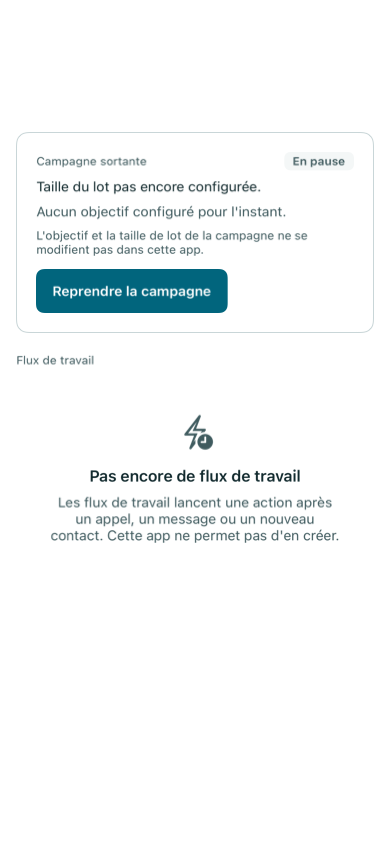 Campagne sortante
En pause
Taille du lot pas encore configurée.
Aucun objectif configuré pour l'instant.
L'objectif et la taille de lot de la campagne ne se
modifient pas dans cette app.
Reprendre la campagne
Flux de travail
Pas encore de flux de travail
Les flux de travail lancent une action après
un appel, un message ou un nouveau
contact. Cette app ne permet pas d'en créer.